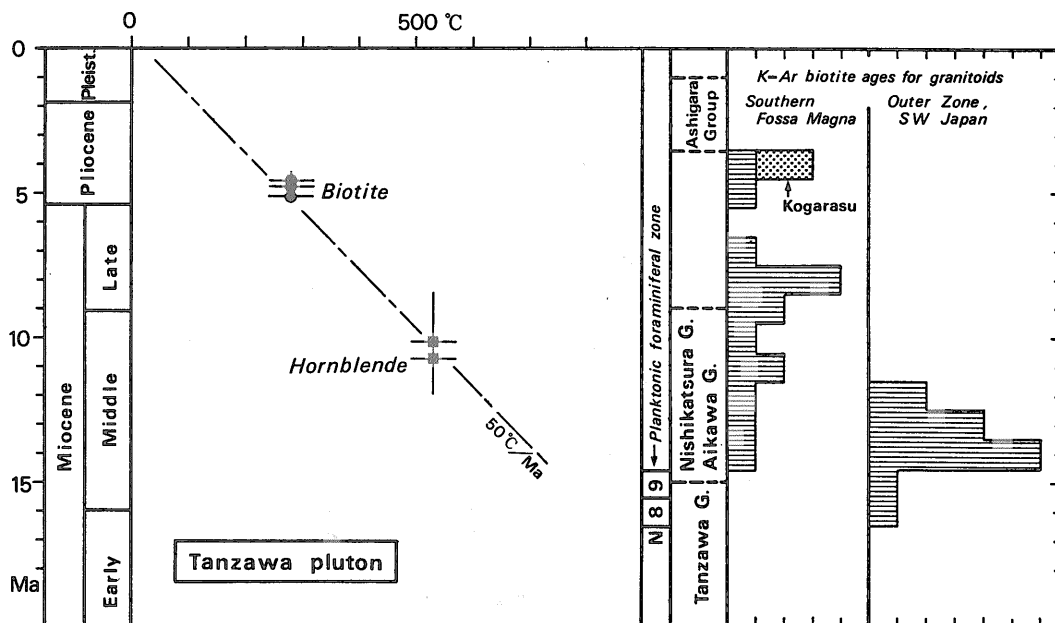 0
500 ℃
0
5
10
15
Ma
Pleist.
Pliocene
Miocene
Late
Middle
Early
Biotite
Hornblende
50℃/Ma
Tanzawa pluton
Planktonic foraminiferal zone
9
8
N
Ashigara
Group
Nishikatsura G.
Aikawa G.
Tanzawa G.
K-Ar biotite ages for granitoids
Southern
Fossa Magna
Outer Zone,
SW Japan
Kogarasu